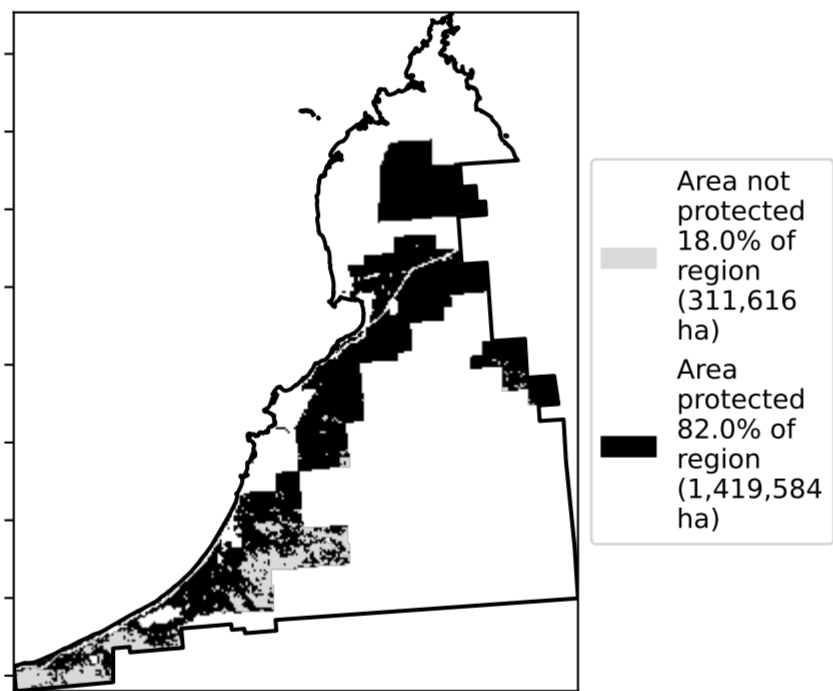 Area not
protected
18.0% of
region
(311,616
ha)
Area
protected
82.0% of
region
(1,419,584
ha)